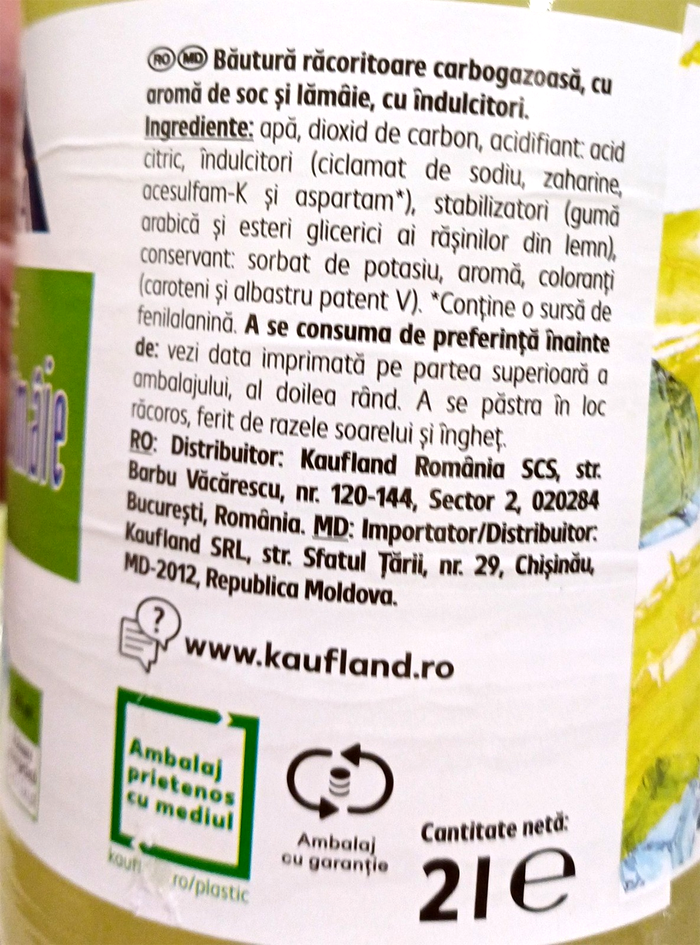 RO MD Băutură răcoritoare carbogazoasă, cu
aromă de soc și lămâie, cu îndulcitori.
Ingrediente: apă, dioxid de carbon, acidifiant: acid
citric, îndulcitori (ciclamat de sodiu, zaharine,
acesulfam-K și aspartam*), stabilizatori (gumă
arabică și esteri glicerici ai rășinilor din lemn),
conservant: sorbat de potasiu, aromă, coloranți
(caroteni și albastru patent V). *Conține o sursă de
fenilalanină. A se consuma de preferință înainte
de: vezi data imprimată pe partea superioară a
ambalajului, al doilea rând. A se păstra în loc
răcoros, ferit de razele soarelui și îngheț.
RO: Distribuitor: Kaufland România SCS, str.
Barbu Văcărescu, nr. 120-144, Sector 2, 020284
București, România. MD: Importator/Distribuitor:
Kaufland SRL, str. Sfatul Țării, nr. 29, Chișinău,
MD-2012, Republica Moldova.
?
www.kaufland.ro
Ambalaj
prietenos
cu mediul
kaufl ro/plastic
Ambalaj
cu garanție
Cantitate netă:
2 l e